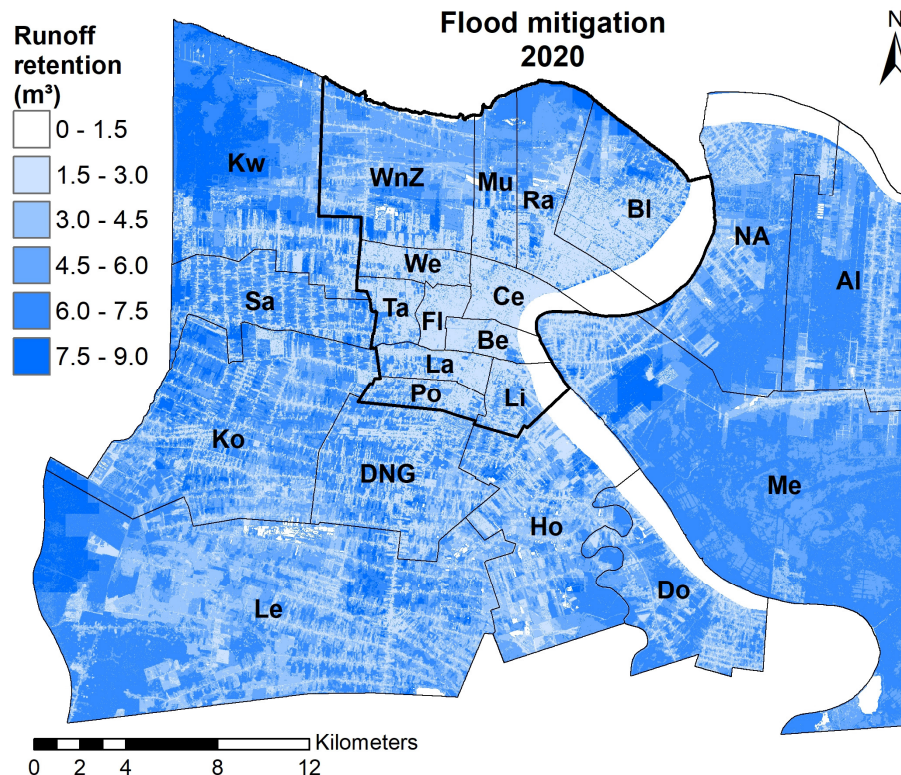 Flood mitigation
2020
N
Runoff
retention
(m³)
0 - 1.5
1.5 - 3.0
3.0 - 4.5
4.5 - 6.0
6.0 - 7.5
7.5 - 9.0
Kw
WnZ
Mu
Ra
Bl
NA
Al
We
Sa
Ta
Fl
Ce
Be
La
Po
Li
Ko
DNG
Ho
Me
Le
Do
Kilometers
0 2 4 8 12